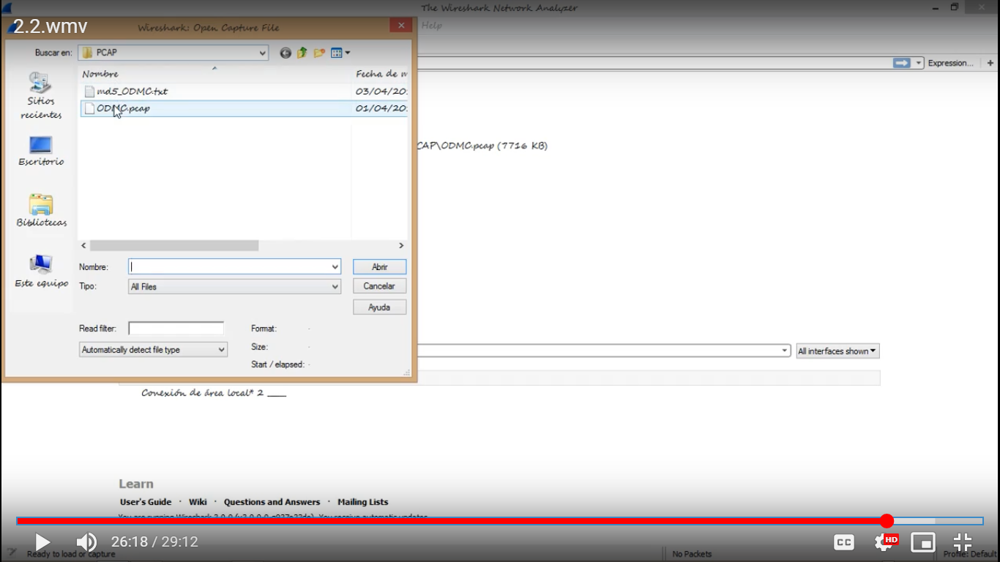 The Wireshark Network Analyzer
2.2.wmv
Wireshark: Open Capture File
Help
Buscar en:
PCAP
Expression...
+
Nombre
Fecha de m
Sitios recientes
md5_ODMC.txt
03/04/20
ODMC.pcap
01/04/20
CAP\ODMC.pcap (7716 KB)
Escritorio
Bibliotecas
Este equipo
Nombre:
Abrir
Tipo:
All Files
Cancelar
Ayuda
Read filter:
Format: -
Automatically detect file type
Size: -
Start / elapsed: -
All interfaces shown
Conexión de área local* 2
Learn
User's Guide · Wiki · Questions and Answers · Mailing Lists
You are running Wireshark
You receive automatic updates
26:18 / 29:12
CC
HD
Ready to load or capture
No Packets
Profile: Default